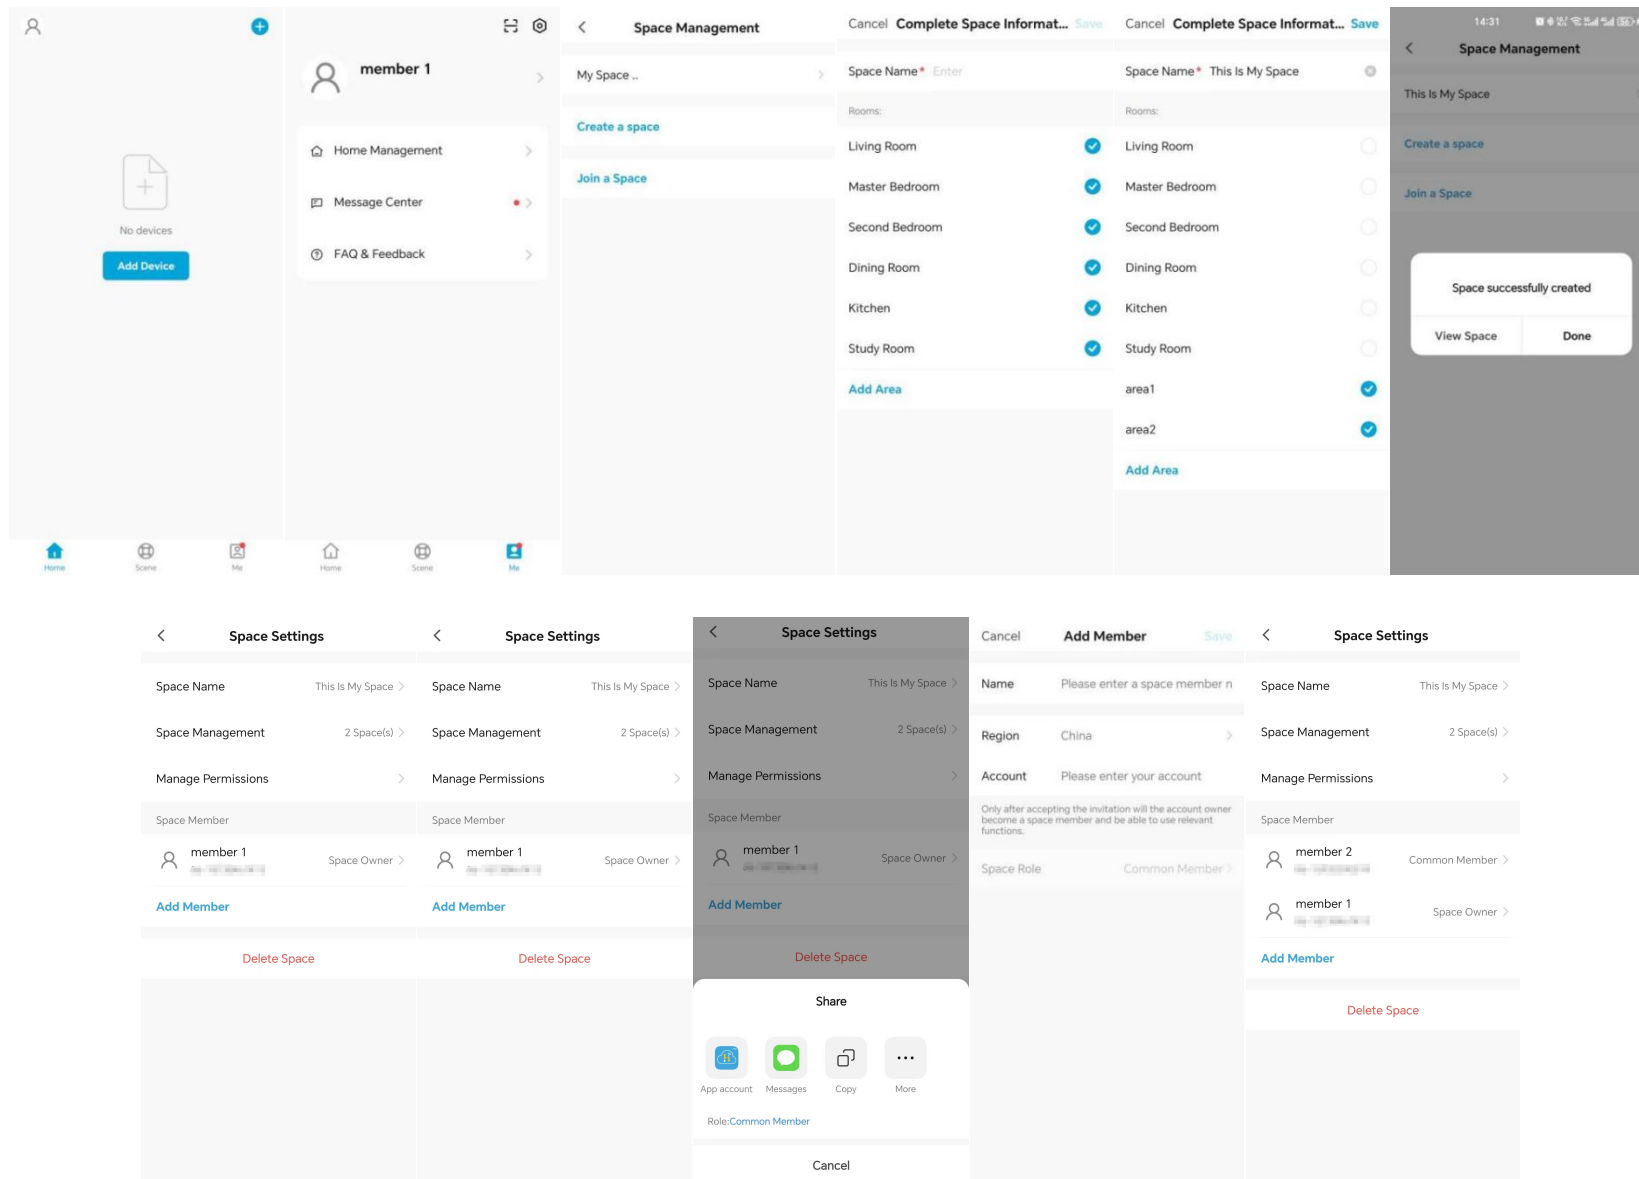 No devices
Add Device
Home
Scene
Me
member 1
Home Management
Message Center
FAQ & Feedback
Home
Scene
Me
Space Management
My Space ..
Create a space
Join a Space
Cancel Complete Space Informat... Save
Space Name* Enter
Rooms:
Living Room
Master Bedroom
Second Bedroom
Dining Room
Kitchen
Study Room
Add Area
Cancel Complete Space Informat... Save
Space Name* This Is My Space
Rooms:
Living Room
Master Bedroom
Second Bedroom
Dining Room
Kitchen
Study Room
area1
area2
Add Area
14:31
Space Management
This Is My Space
Create a space
Join a Space
Space successfully created
View Space Done
Space Settings
Space Name This Is My Space
Space Management 2 Space(s)
Manage Permissions
Space Member
member 1
Space Owner
Add Member
Delete Space
Space Settings
Space Name This Is My Space
Space Management 2 Space(s)
Manage Permissions
Space Member
member 1
Space Owner
Add Member
Delete Space
Space Settings
Space Name This Is My Space
Space Management 2 Space(s)
Manage Permissions
Space Member
member 1
Space Owner
Add Member
Delete Space
Share
App account Messages Copy More
Role:Common Member
Cancel
Cancel Add Member Save
Name Please enter a space member n
Region China
Account Please enter your account
Only after accepting the invitation will the account owner
become a space member and be able to use relevant
functions.
Space Role Common Member
Space Settings
Space Name This Is My Space
Space Management 2 Space(s)
Manage Permissions
Space Member
member 2
Common Member
member 1
Space Owner
Add Member
Delete Space